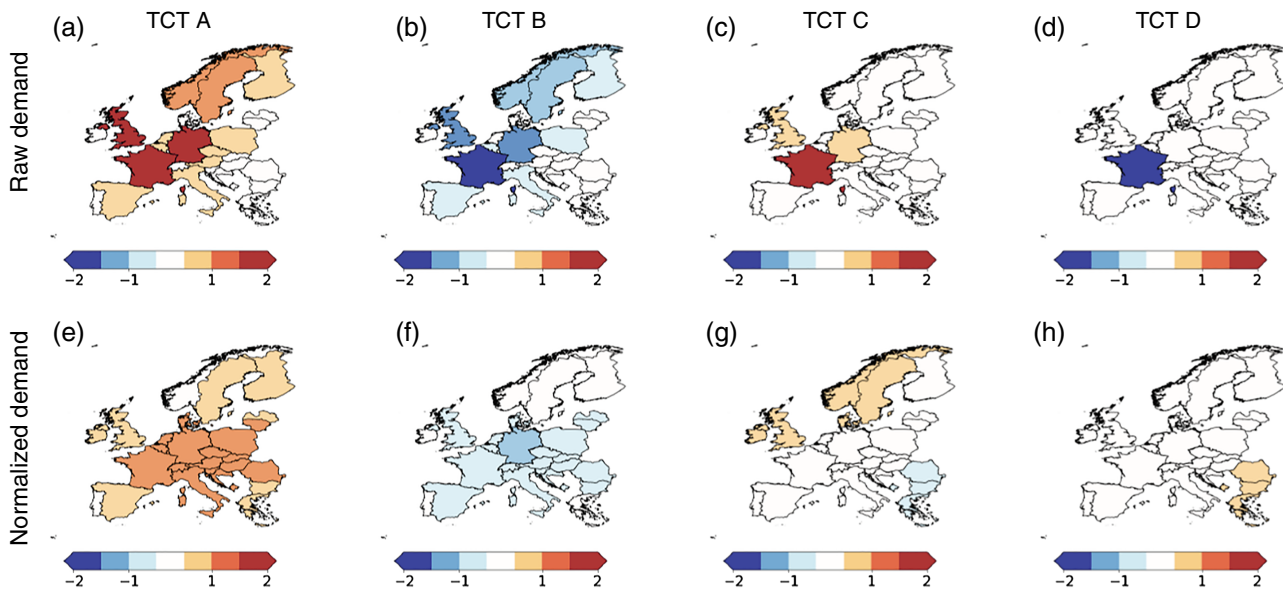 TCT A TCT B TCT C TCT D
(a) (b) (c) (d)
Raw demand
−2 −1 1 2 −2 −1 1 2 −2 −1 1 2 −2 −1 1 2
(e) (f) (g) (h)
Normalized demand
−2 −1 1 2 −2 −1 1 2 −2 −1 1 2 −2 −1 1 2